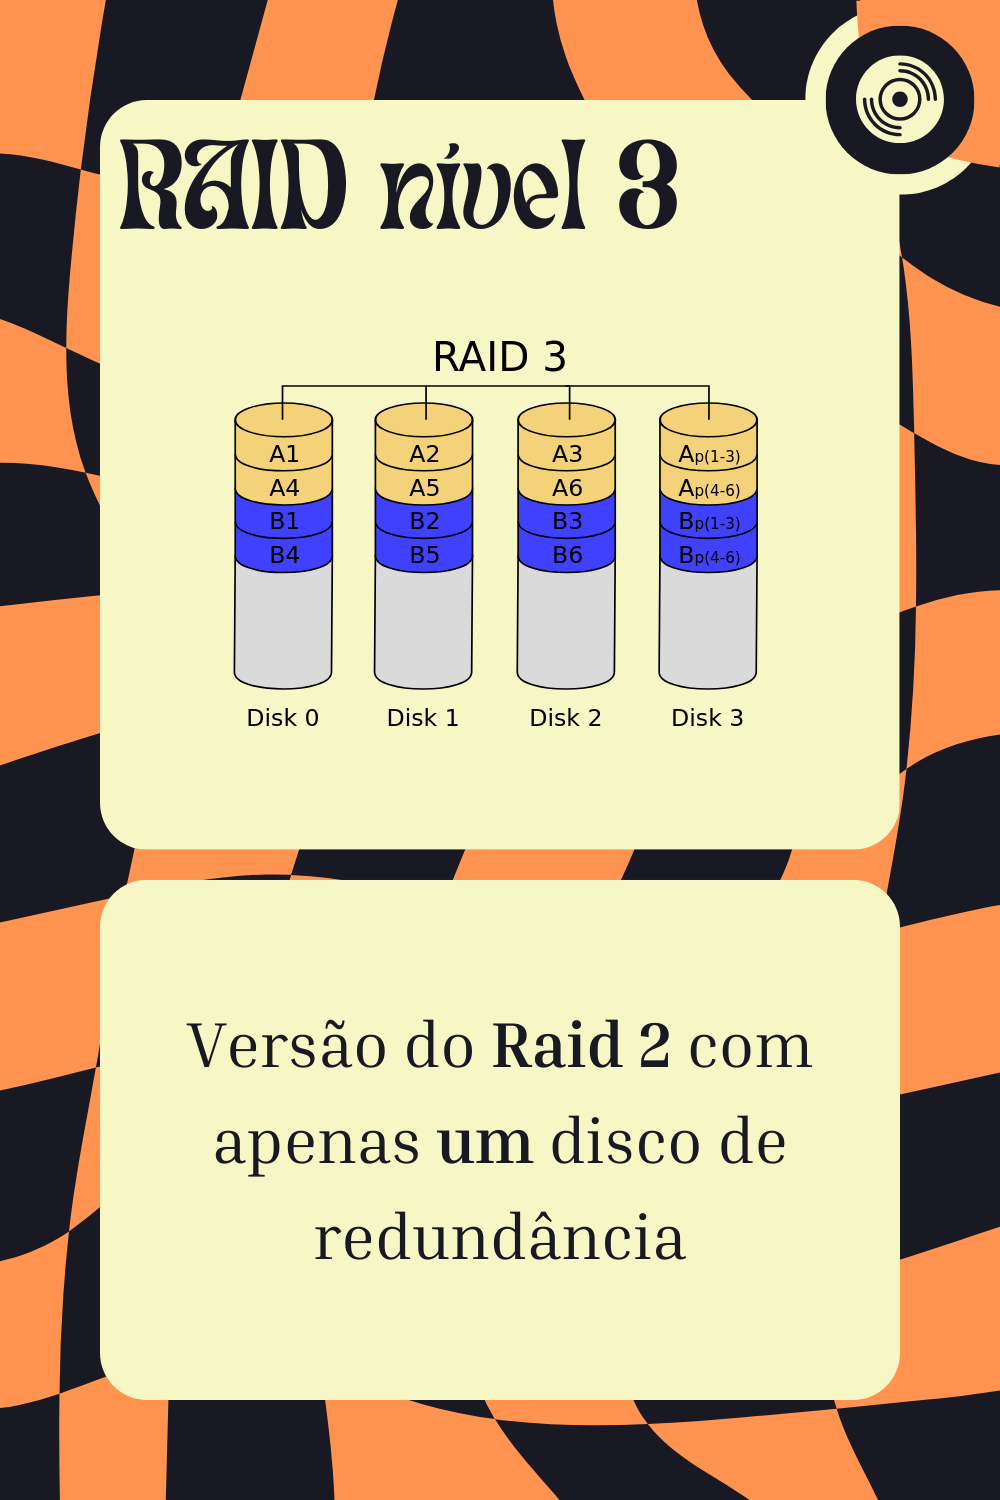 RAID nível 3
RAID 3
A1 A2 A3 Ap(1-3)
A4 A5 A6 Ap(4-6)
B1 B2 B3 Bp(1-3)
B4 B5 B6 Bp(4-6)
Disk 0 Disk 1 Disk 2 Disk 3
Versão do Raid 2 com
apenas um disco de
redundância